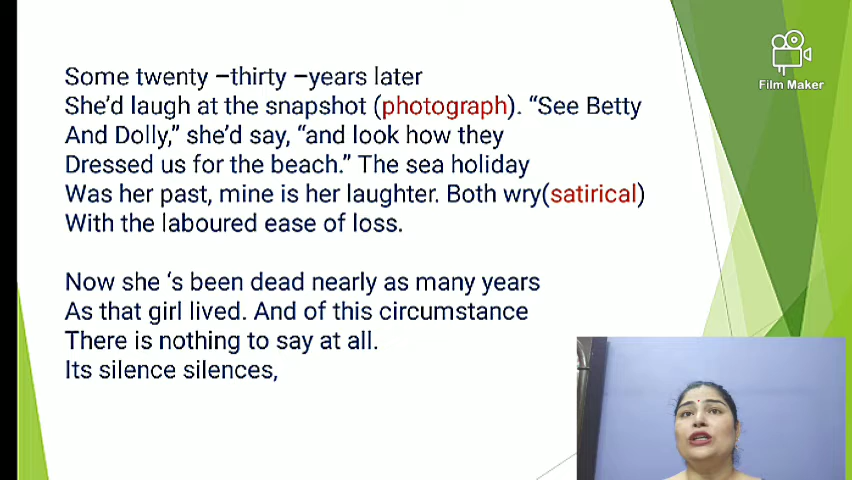 Some twenty –thirty –years later
She'd laugh at the snapshot (photograph). “See Betty
And Dolly,” she'd say, “and look how they
Dressed us for the beach.” The sea holiday
Was her past, mine is her laughter. Both wry(satirical)
With the laboured ease of loss.
Now she ‘s been dead nearly as many years
As that girl lived. And of this circumstance
There is nothing to say at all.
Its silence silences,
Film Maker